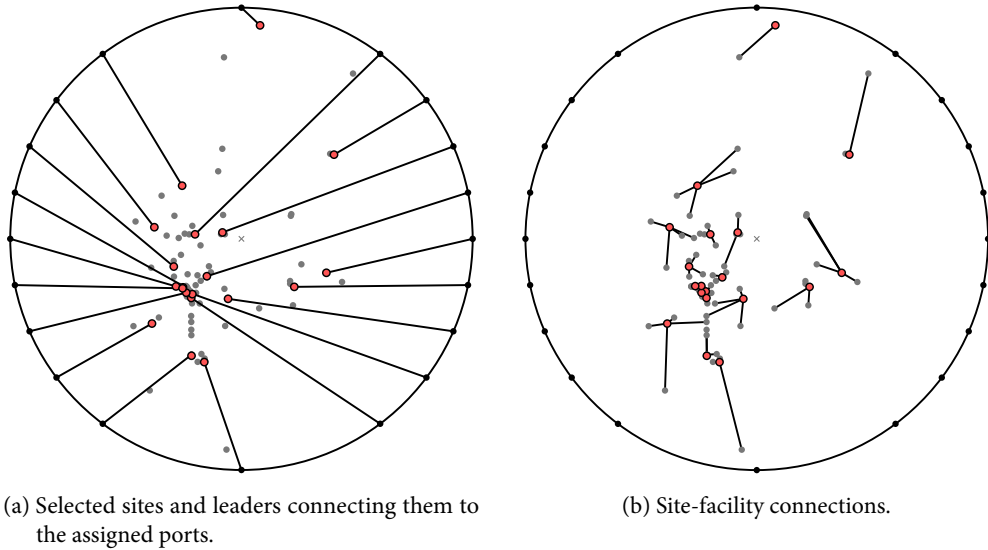 (a) Selected sites and leaders connecting them to
the assigned ports.
(b) Site-facility connections.